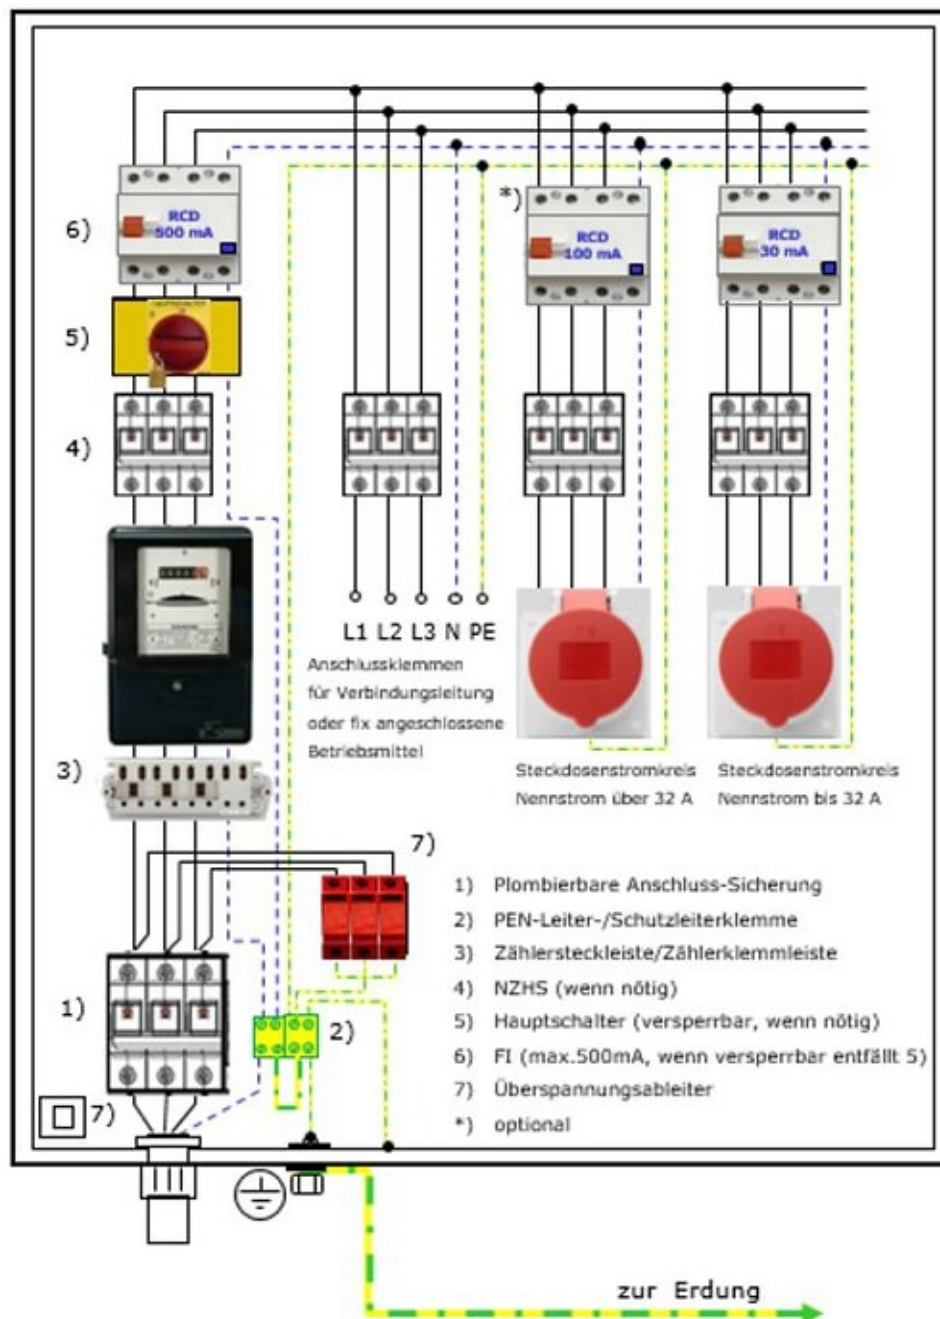 *)
6)
RCD
500 mA
RCD
100 mA
RCD
30 mA
5)
HAUPTSCHALTER
4)
L1 L2 L3 N PE
Anschlussklemmen
für Verbindungsleitung
oder fix angeschlossene
Betriebsmittel
3)
Steckdosenstromkreis
Nennstrom über 32 A
Steckdosenstromkreis
Nennstrom bis 32 A
7)
1) Plombierbare Anschluss-Sicherung
2) PEN-Leiter-/Schutzleiterklemme
3) Zählersteckleiste/Zählerklemmleiste
4) NZHS (wenn nötig)
5) Hauptschalter (versperrbar, wenn nötig)
6) FI (max.500mA, wenn versperrbar entfällt 5)
7) Überspannungsableiter
*) optional
1)
2)
7)
zur Erdung